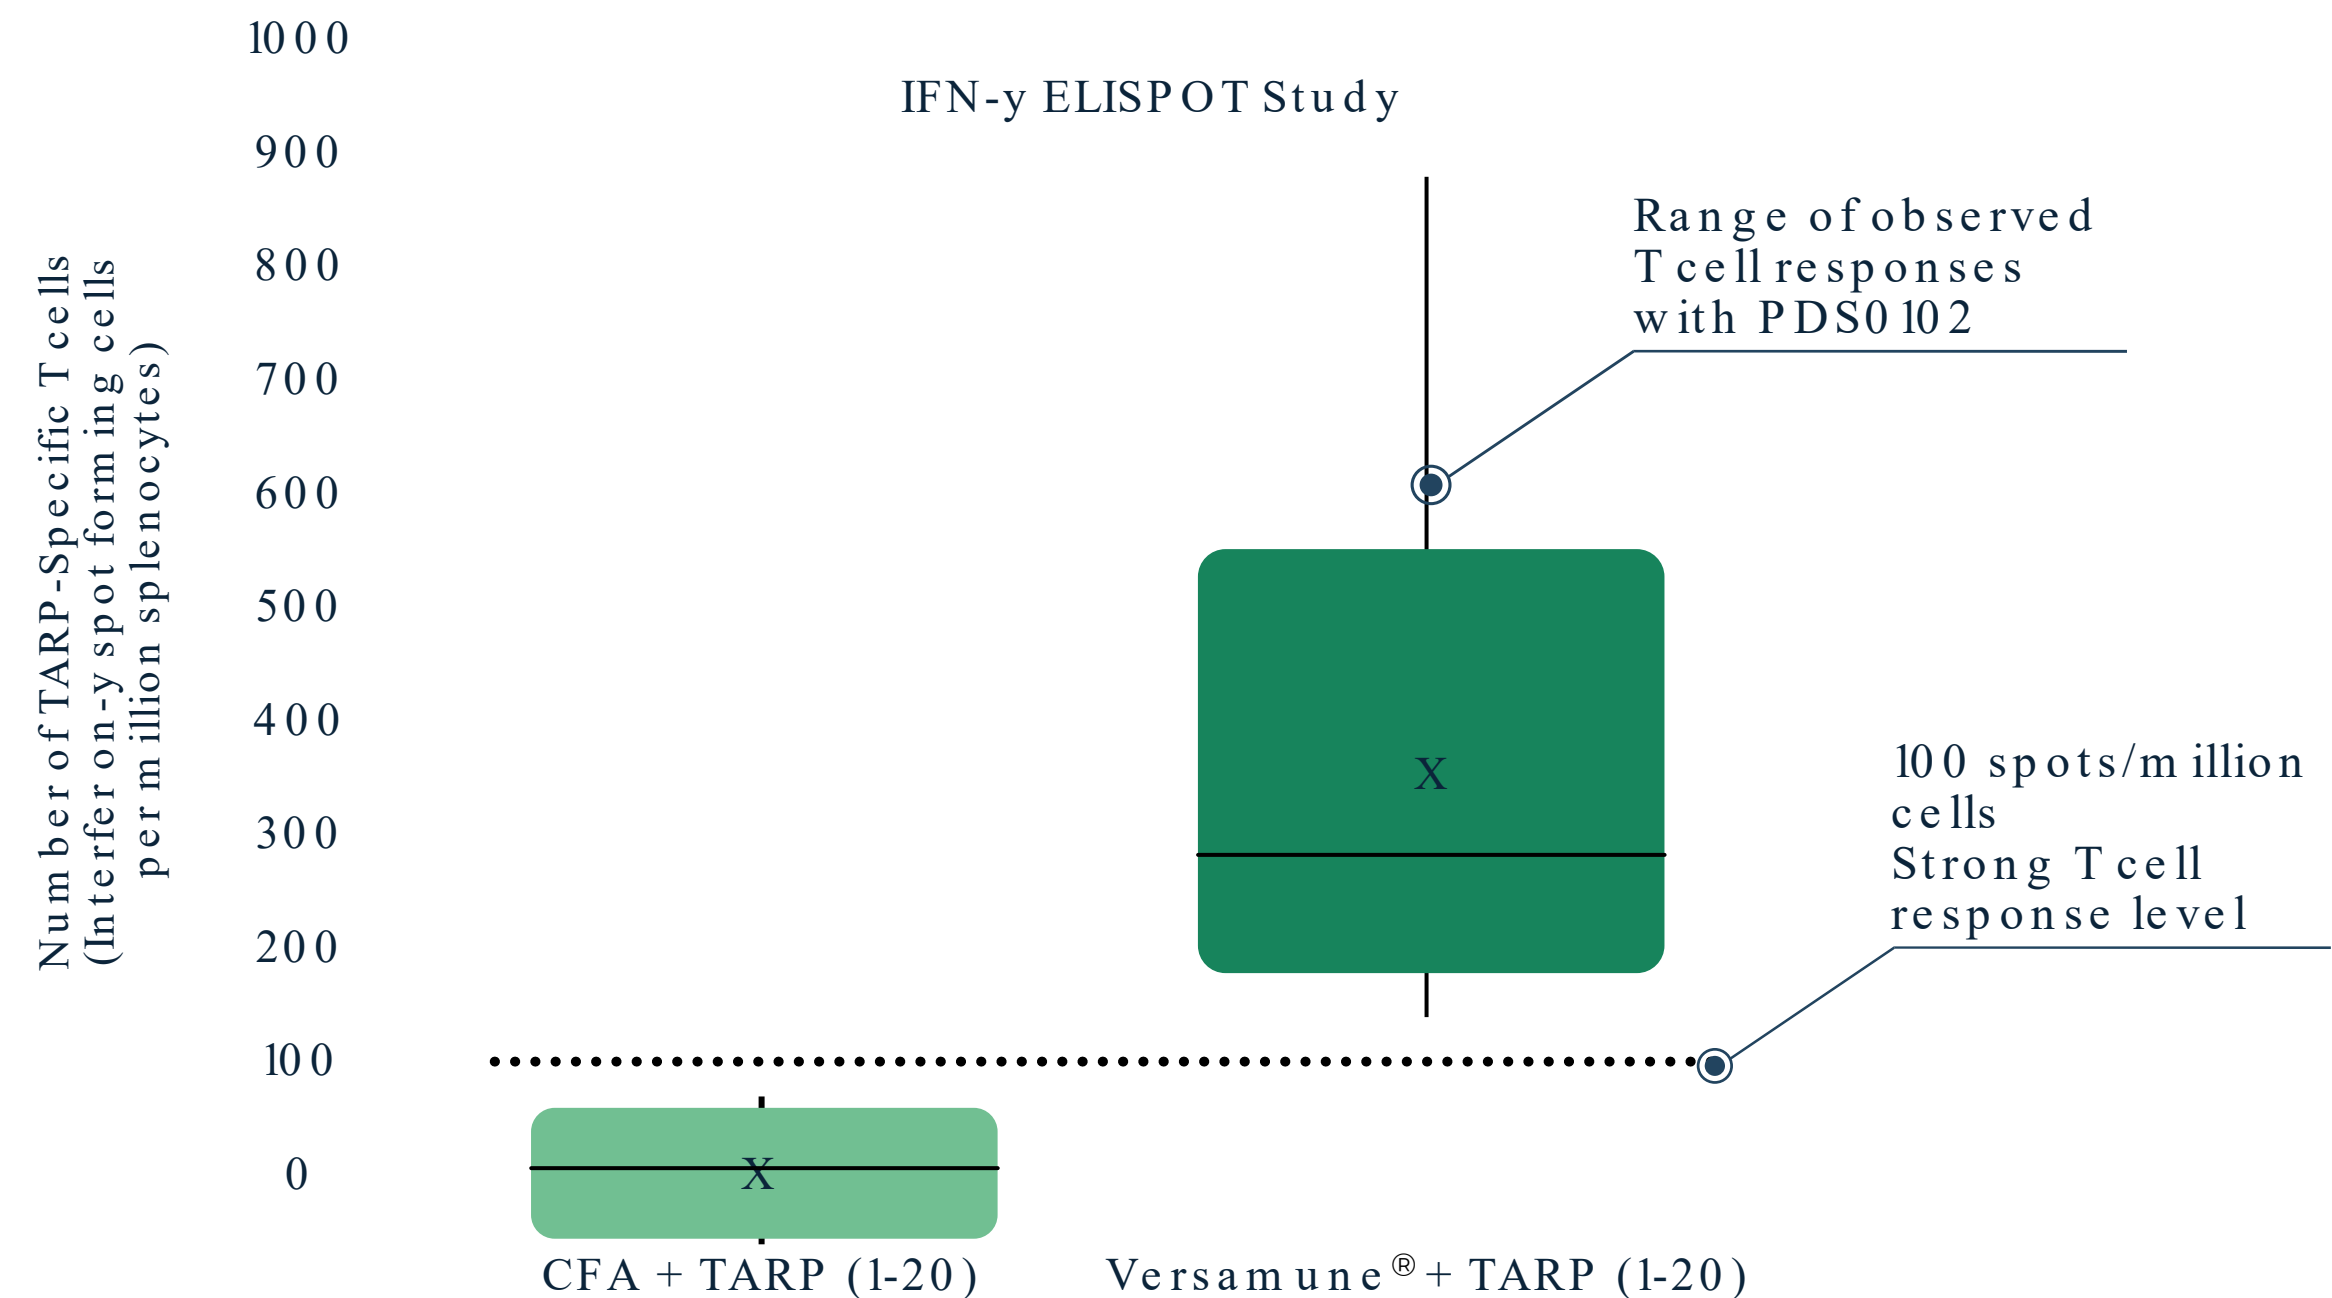 1000
IFN-y ELISPOT Study
900
Range of observed
T cell responses
with PDS0102
800
700
600
500
400
300
200
100
0
Number of TARP-Specific T cells
(Interferon-y spot forming cells
per million splenocytes)
X
X
100 spots/million
cells
Strong T cell
response level
CFA + TARP (1-20)
Versamune® + TARP (1-20)